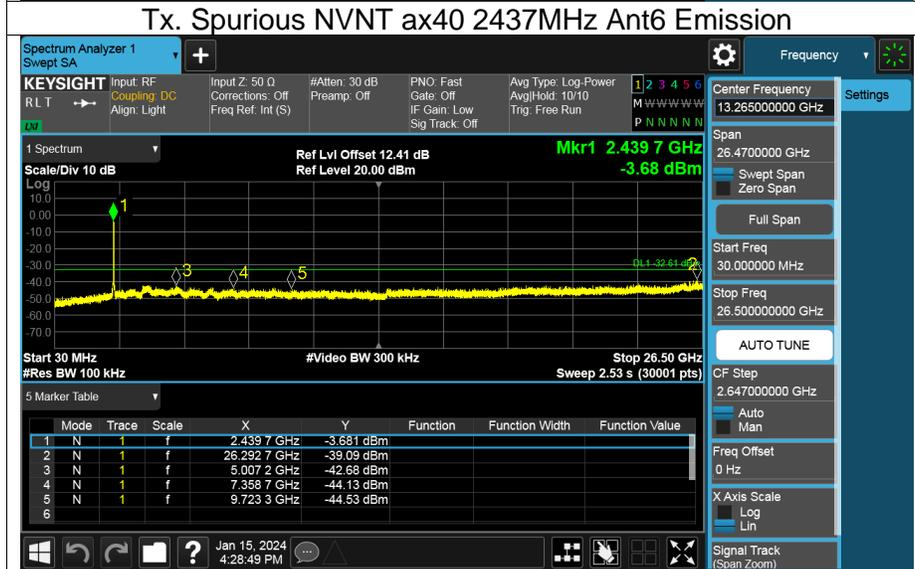 Tx. Spurious NVNT ax40 2437MHz Ant6 Emission
Spectrum Analyzer 1
Swept SA
+
Frequency
KEYSIGHT
RLT
LXI
Input: RF
Coupling: DC
Align: Light
Input Z: 50 Ω
Corrections: Off
Freq Ref: Int (S)
#Atten: 30 dB
Preamp: Off
PNO: Fast
Gate: Off
IF Gain: Low
Sig Track: Off
Avg Type: Log-Power
Avg|Hold: 10/10
Trig: Free Run
1 2 3 4 5 6
M W W W W W
P N N N N N
1 Spectrum
Scale/Div 10 dB
Ref Lvl Offset 12.41 dB
Ref Level 20.00 dBm
Mkr1 2.439 7 GHz
-3.68 dBm
Log
10.0
0.00
-10.0
-20.0
-30.0
-40.0
-50.0
-60.0
-70.0
1
3
4
5
2
DL1 -32.61 dBm
Start 30 MHz
#Res BW 100 kHz
#Video BW 300 kHz
Stop 26.50 GHz
Sweep 2.53 s (30001 pts)
5 Marker Table
Mode Trace Scale X Y Function Function Width Function Value
1 N 1 f 2.439 7 GHz -3.681 dBm
2 N 1 f 26.292 7 GHz -39.09 dBm
3 N 1 f 5.007 2 GHz -42.68 dBm
4 N 1 f 7.358 7 GHz -44.13 dBm
5 N 1 f 9.723 3 GHz -44.53 dBm
6
?
Jan 15, 2024
4:28:49 PM
Center Frequency
13.265000000 GHz
Settings
Span
26.4700000 GHz
Swept Span
Zero Span
Full Span
Start Freq
30.000000 MHz
Stop Freq
26.500000000 GHz
AUTO TUNE
CF Step
2.647000000 GHz
Auto
Man
Freq Offset
0 Hz
X Axis Scale
Log
Lin
Signal Track
(Span Zoom)